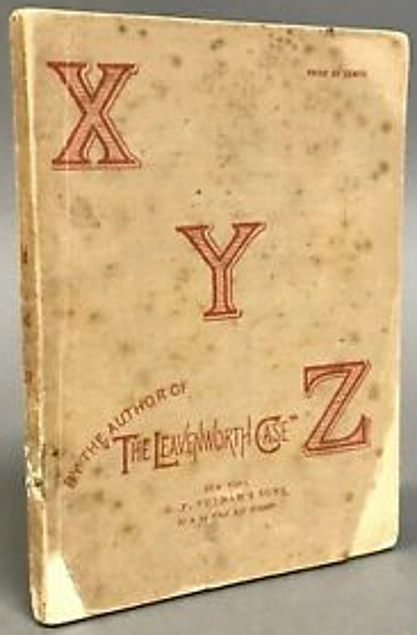 PRICE 25 CENTS
X
Y
Z
BY THE AUTHOR OF
"THE LEAVENWORTH CASE"
NEW YORK
G. P. PUTNAM'S SONS